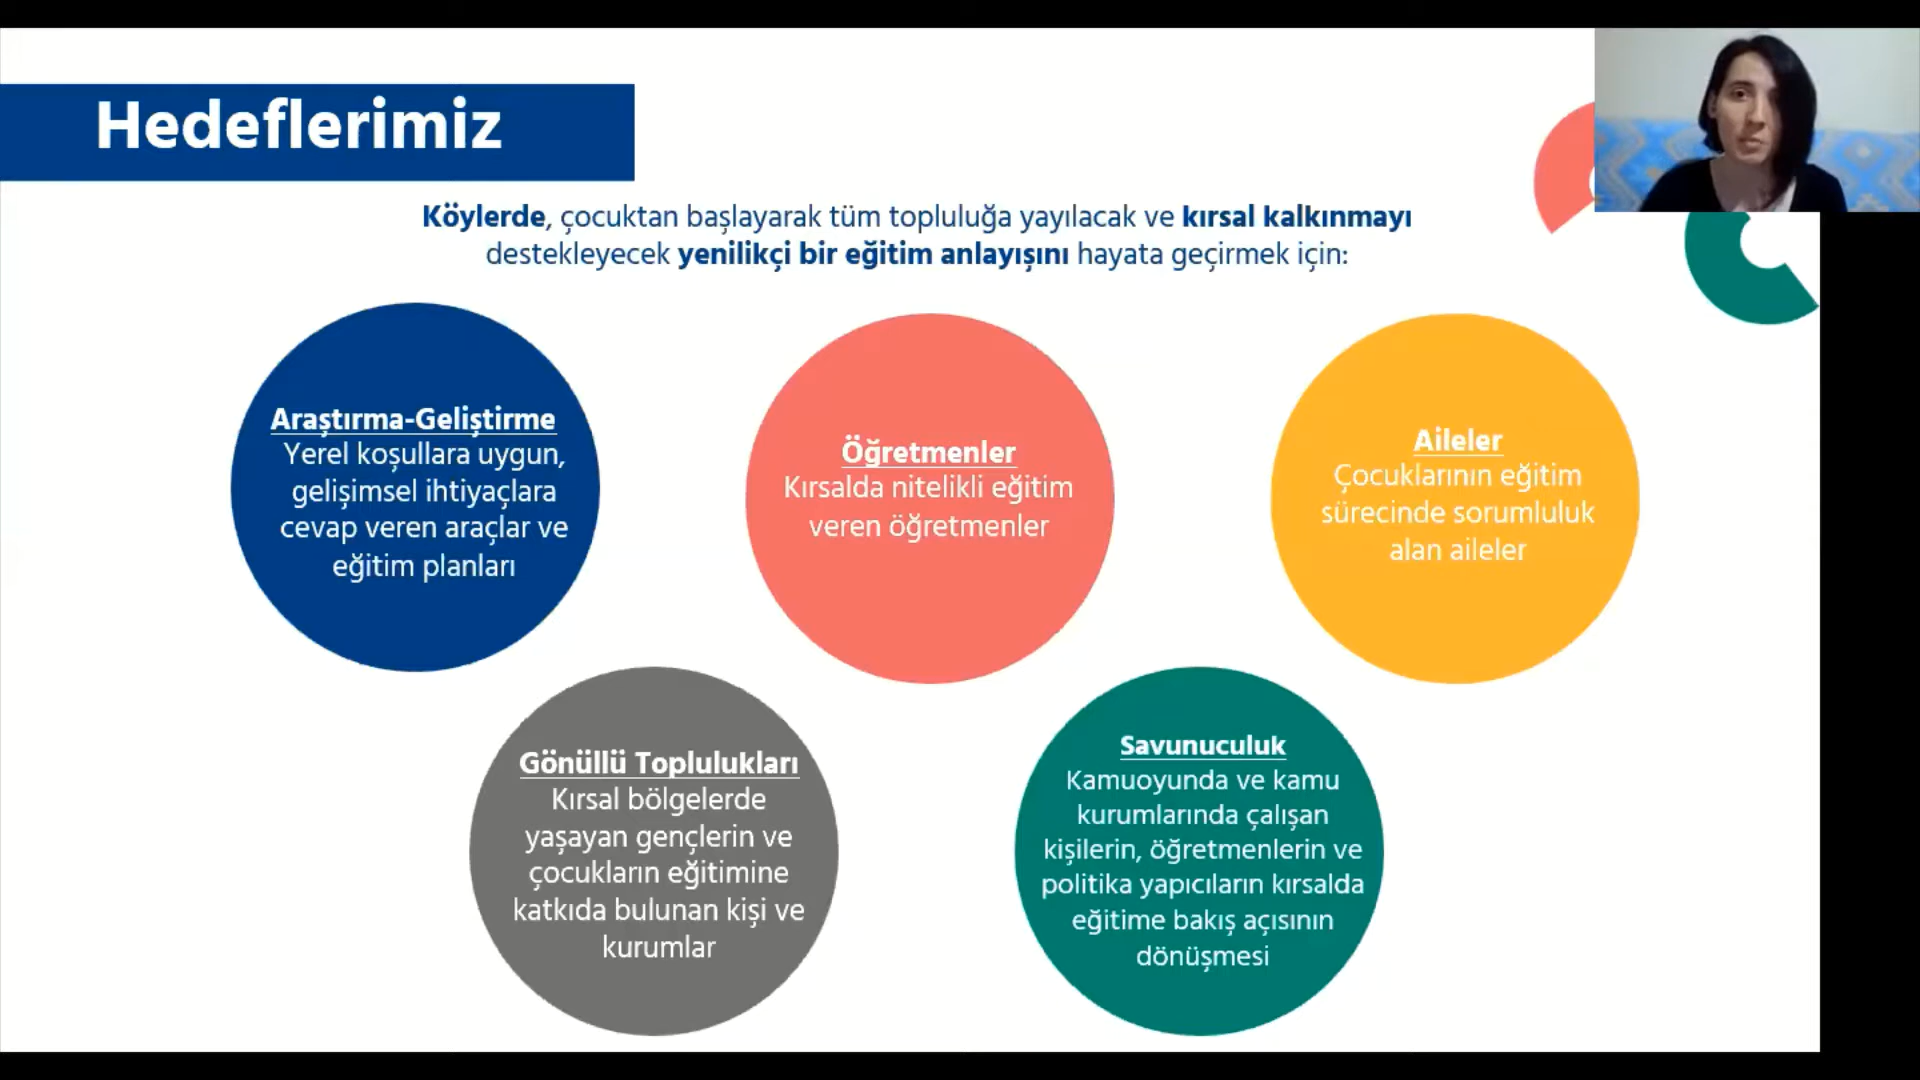 Hedeflerimiz
Köylerde, çocuktan başlayarak tüm topluluğa yayılacak ve kırsal kalkınmayı
destekleyecek yenilikçi bir eğitim anlayışını hayata geçirmek için:
Araştırma-Geliştirme
Yerel koşullara uygun,
gelişimsel ihtiyaçlara
cevap veren araçlar ve
eğitim planları
Öğretmenler
Kırsalda nitelikli eğitim
veren öğretmenler
Aileler
Çocuklarının eğitim
sürecinde sorumluluk
alan aileler
Gönüllü Toplulukları
Kırsal bölgelerde
yaşayan gençlerin ve
çocukların eğitimine
katkıda bulunan kişi ve
kurumlar
Savunuculuk
Kamuoyunda ve kamu
kurumlarında çalışan
kişilerin, öğretmenlerin ve
politika yapıcıların kırsalda
eğitime bakış açısının
dönüşmesi